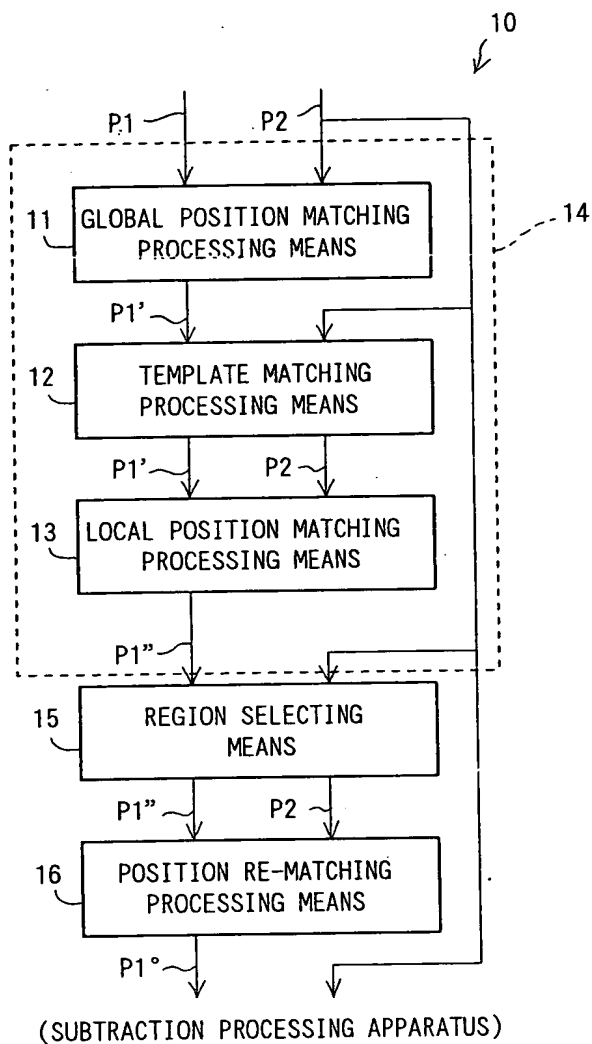 10
P1
P2
14
11
GLOBAL POSITION MATCHING
PROCESSING MEANS
P1'
12
TEMPLATE MATCHING
PROCESSING MEANS
P1'
P2
13
LOCAL POSITION MATCHING
PROCESSING MEANS
P1"
15
REGION SELECTING
MEANS
P1"
P2
16
POSITION RE-MATCHING
PROCESSING MEANS
P1°
(SUBTRACTION PROCESSING APPARATUS)